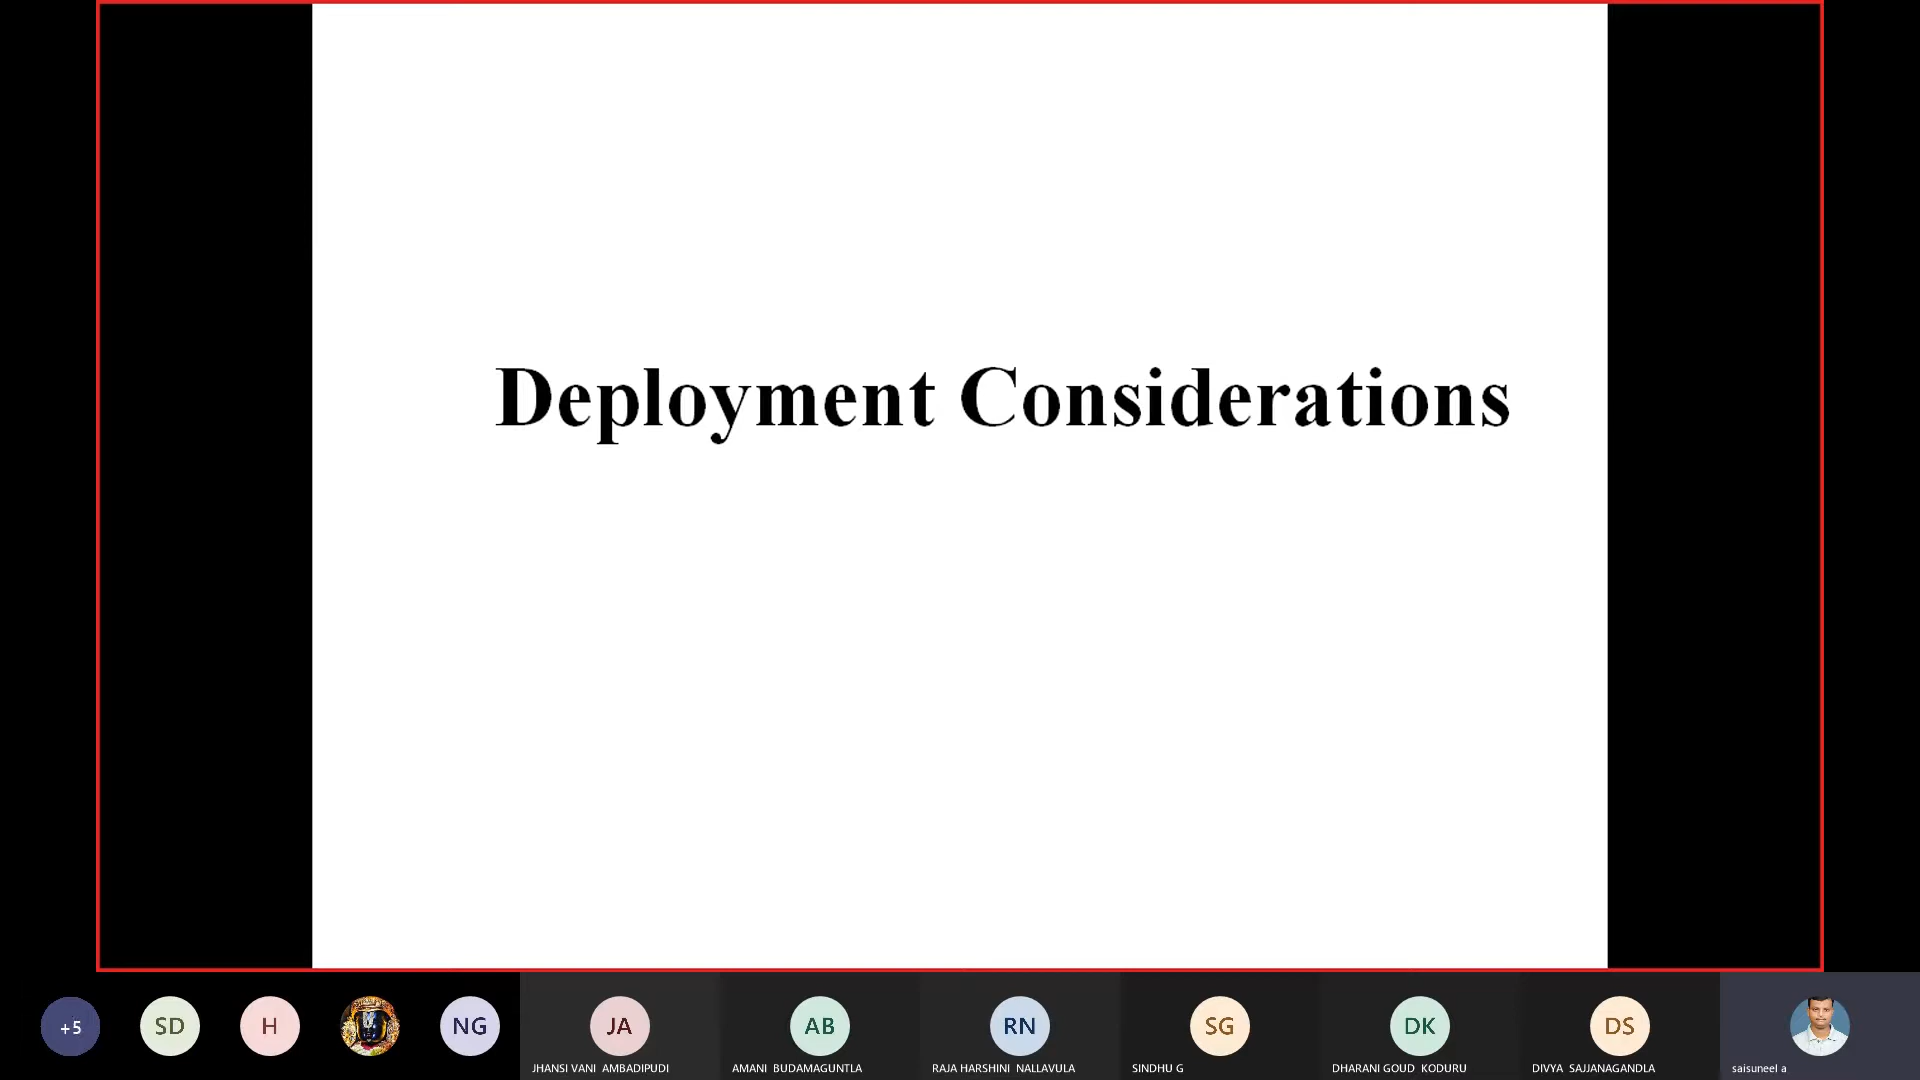 Deployment Considerations
+5
SD
H
NG
JA
AB
RN
SG
DK
DS
JHANSI VANI AMBADIPUDI
AMANI BUDAMAGUNTLA
RAJA HARSHINI NALLAVULA
SINDHU G
DHARANI GOUD KODURU
DIVYA SAJJANAGANDLA
saisuneel a